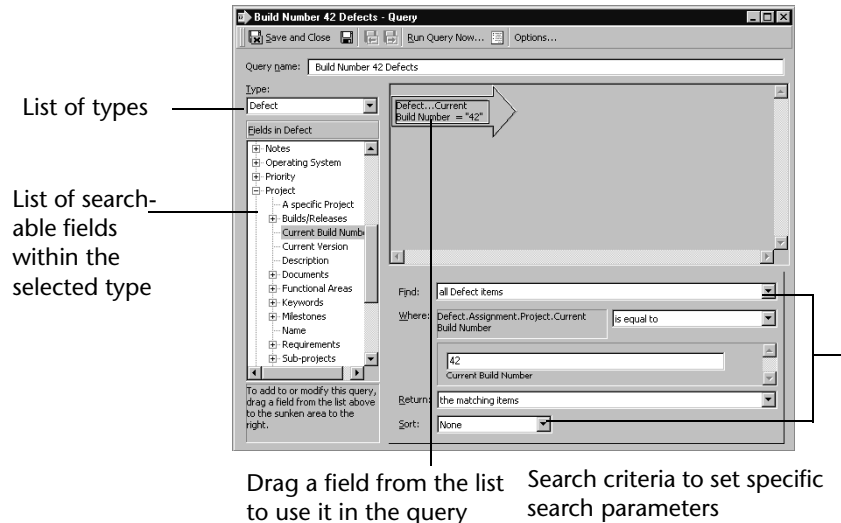 Build Number 42 Defects - Query
Save and Close Run Query Now... Options...
Query name: Build Number 42 Defects
Type:
Defect
Fields in Defect
Notes
Operating System
Priority
Project
A specific Project
Builds/Releases
Current Build Numb
Current Version
Description
Documents
Functional Areas
Keywords
Milestones
Name
Requirements
Sub-projects
To add to or modify this query,
drag a field from the list above
to the sunken area to the
right.
Defect...Current
Build Number = "42"
Find: all Defect items
Where: Defect.Assignment.Project.Current
Build Number
is equal to
42
Current Build Number
Return: the matching items
Sort: None
List of types
List of search-
able fields
within the
selected type
Drag a field from the list
to use it in the query
Search criteria to set specific
search parameters